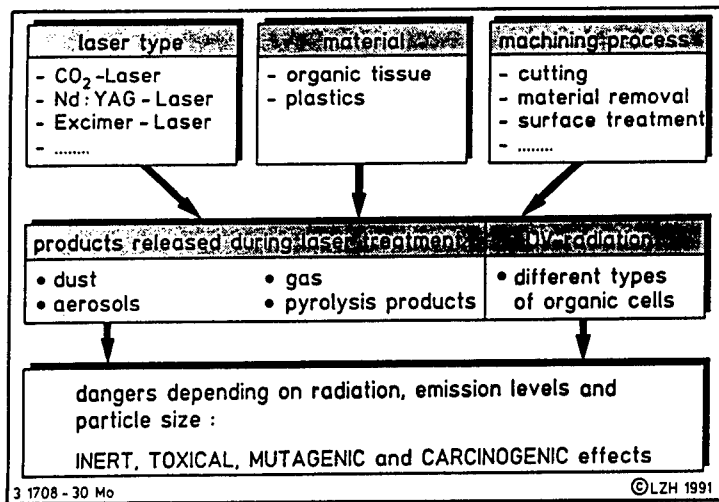 laser type
- CO₂-Laser
- Nd:YAG-Laser
- Excimer-Laser
- ........
material
- organic tissue
- plastics
machining process
- cutting
- material removal
- surface treatment
- ........
products released during laser treatment
• dust
• aerosols
• gas
• pyrolysis products
UV-radiation
• different types
of organic cells
dangers depending on radiation, emission levels and
particle size :
INERT, TOXICAL, MUTAGENIC and CARCINOGENIC effects
3 1708-30 Mo
©LZH 1991